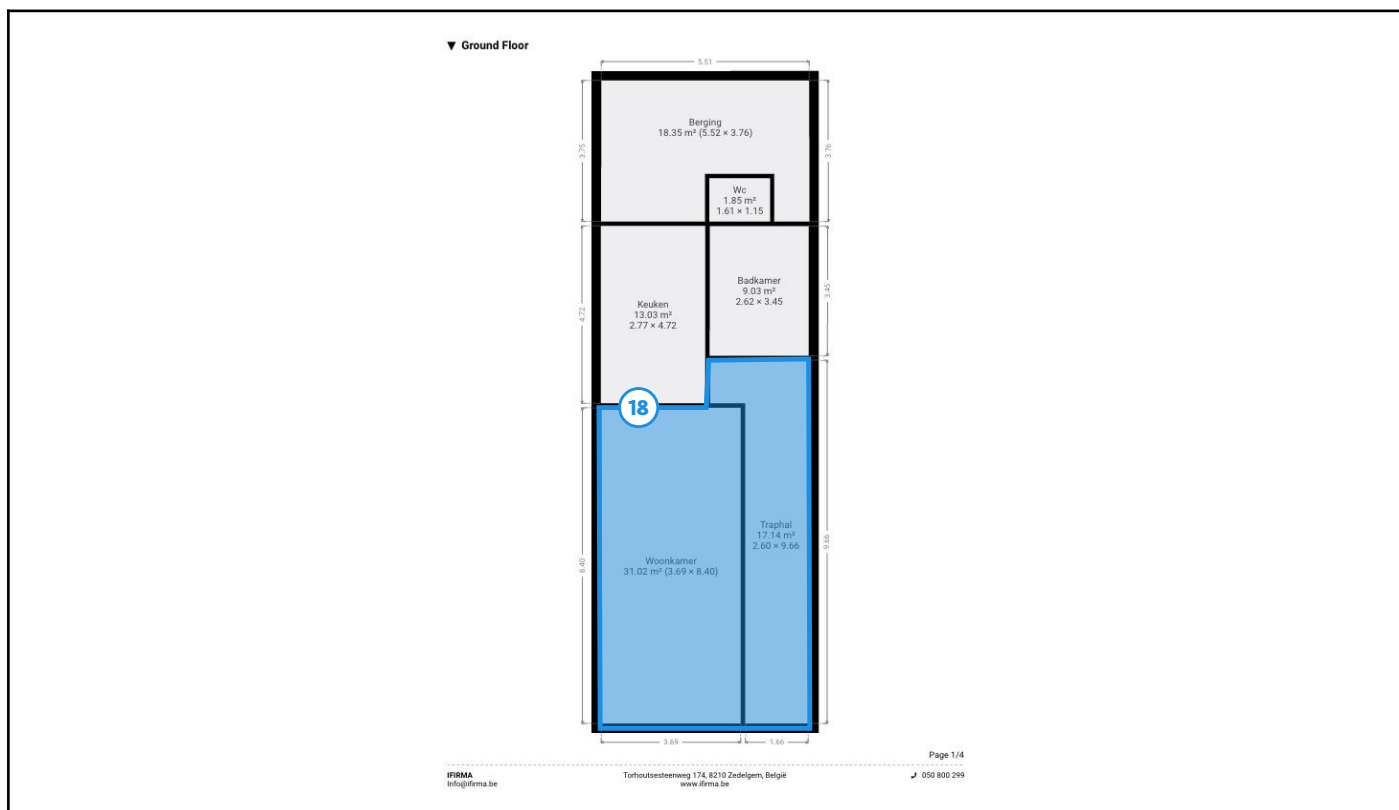 ▼ Ground Floor
5.51
Berging
18.35 m² (5.52 × 3.76)
3.75
3.76
Wc
1.85 m²
1.61 × 1.15
Badkamer
9.03 m²
2.62 × 3.45
3.45
Keuken
13.03 m²
2.77 × 4.72
4.72
18
Traphal
17.14 m²
2.60 × 9.66
9.66
Woonkamer
31.02 m² (3.69 × 8.40)
8.40
3.69
1.66
Page 1/4
IFIRMA
Info@ifirma.be
Torhoutsesteenweg 174, 8210 Zedelgem, België
www.ifirma.be
050 800 299